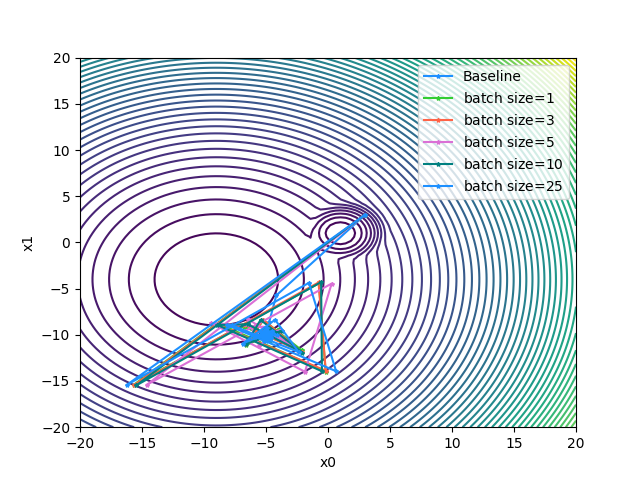 20
15
10
5
0
−5
−10
−15
−20
x1
−20
−15
−10
−5
0
5
10
15
20
x0
Baseline
batch size=1
batch size=3
batch size=5
batch size=10
batch size=25